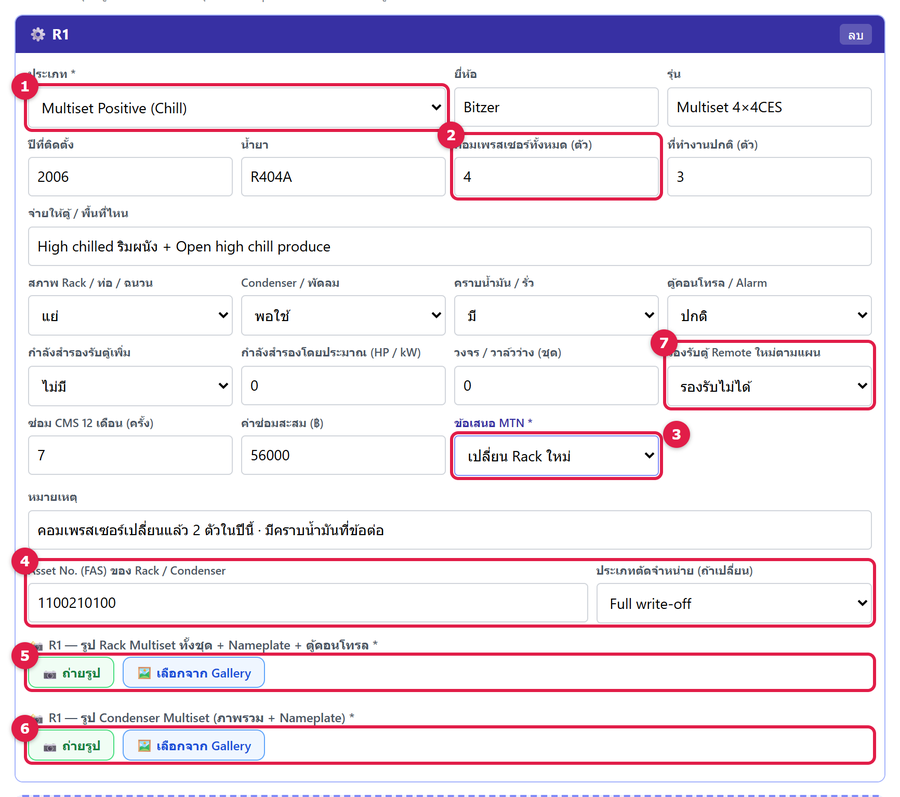 R1
ลบ
ประเภท *
ยี่ห้อ
รุ่น
1
Multiset Positive (Chill)
Bitzer
Multiset 4×4CES
2
ปีที่ติดตั้ง
น้ำยา
คอมเพรสเซอร์ทั้งหมด (ตัว)
ที่ทำงานปกติ (ตัว)
2006
R404A
4
3
จ่ายให้ตู้ / พื้นที่ไหน
High chilled ริมผนัง + Open high chill produce
สภาพ Rack / ท่อ / ฉนวน
Condenser / พัดลม
คราบน้ำมัน / รั่ว
ตู้คอนโทรล / Alarm
แย่
พอใช้
มี
ปกติ
7
กำลังสำรองรับตู้เพิ่ม
กำลังสำรองโดยประมาณ (HP / kW)
วงจร / วาล์วว่าง (ชุด)
รองรับตู้ Remote ใหม่ตามแผน
ไม่มี
0
0
รองรับไม่ได้
ซ่อม CMS 12 เดือน (ครั้ง)
ค่าซ่อมสะสม (฿)
ข้อเสนอ MTN *
3
7
56000
เปลี่ยน Rack ใหม่
หมายเหตุ
คอมเพรสเซอร์เปลี่ยนแล้ว 2 ตัวในปีนี้ · มีคราบน้ำมันที่ข้อต่อ
4
Asset No. (FAS) ของ Rack / Condenser
ประเภทตัดจำหน่าย (ถ้าเปลี่ยน)
1100210100
Full write-off
5
R1 — รูป Rack Multiset ทั้งชุด + Nameplate + ตู้คอนโทรล *
ถ่ายรูป
เลือกจาก Gallery
6
R1 — รูป Condenser Multiset (ภาพรวม + Nameplate) *
ถ่ายรูป
เลือกจาก Gallery